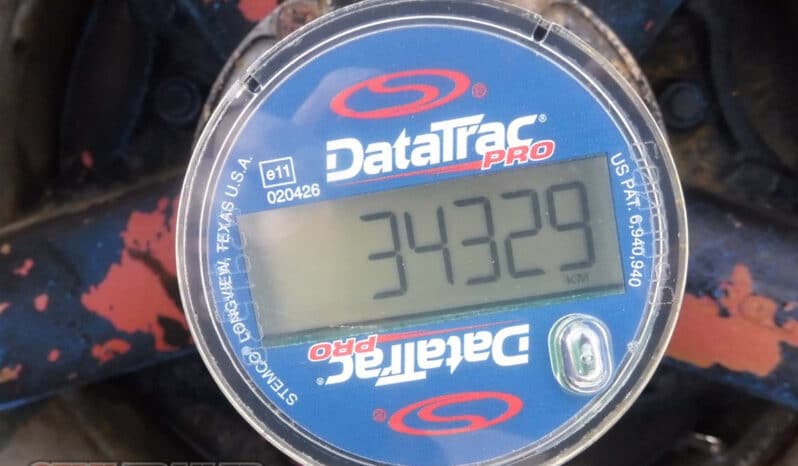 DataTrac®
PRO
e11
020426
34329
KM
US PAT. 6,940,940
STEMCO® LONGVIEW, TEXAS U.S.A.
DataTrac®
PRO